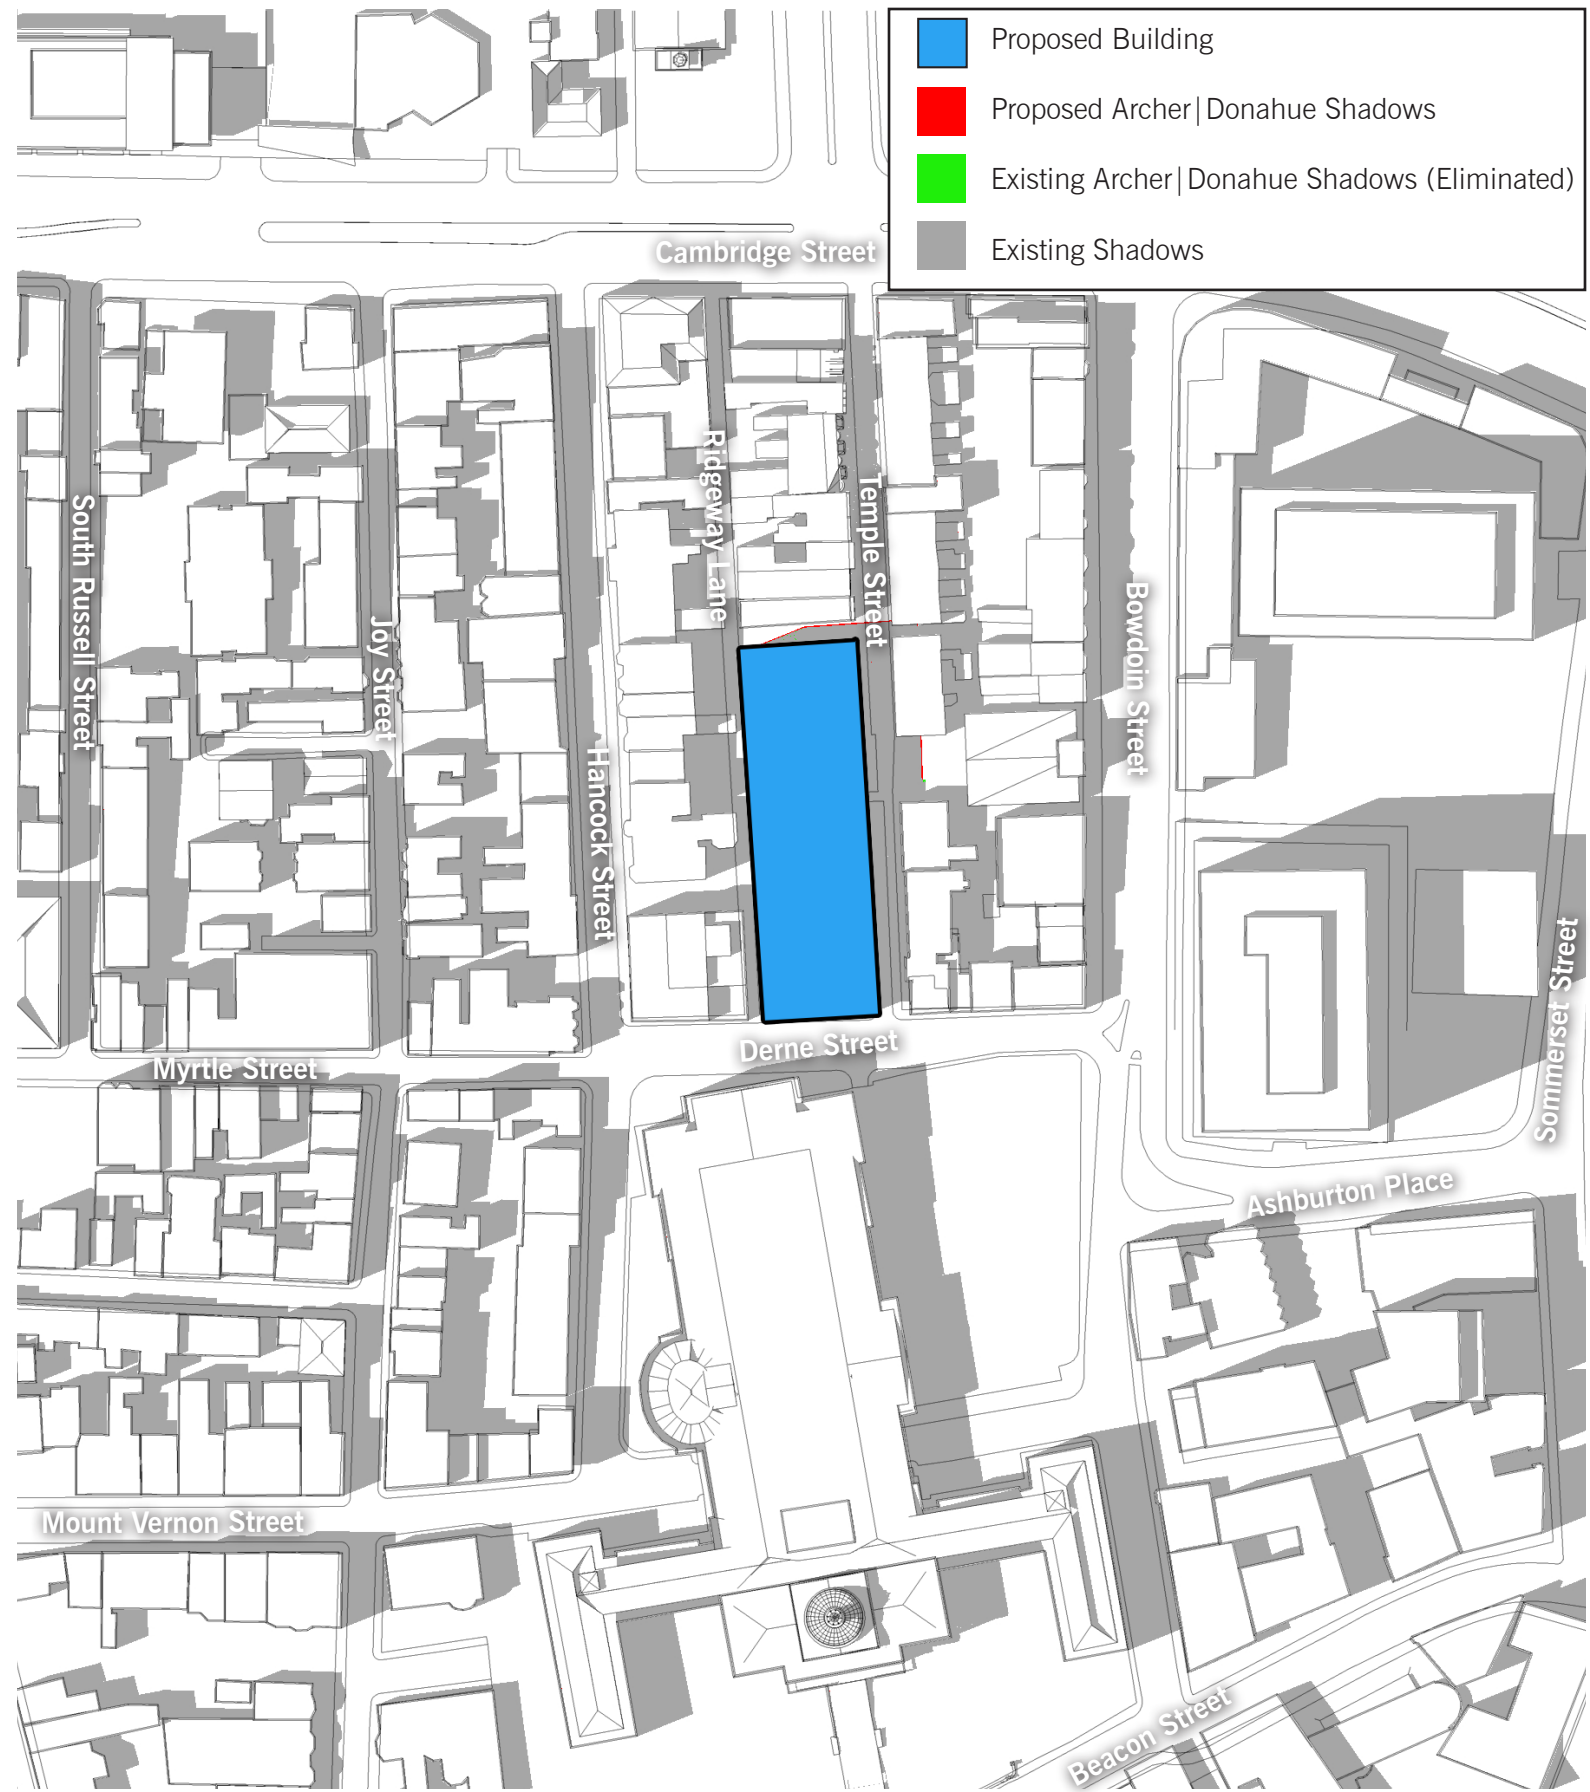 Proposed Building
Proposed Archer|Donahue Shadows
Existing Archer|Donahue Shadows (Eliminated)
Existing Shadows
Cambridge Street
Ridgeway Lane
Temple Street
South Russell Street
Joy Street
Bowdoin Street
Hancock Street
Sommerset Street
Derne Street
Myrtle Street
Ashburton Place
Mount Vernon Street
Beacon Street